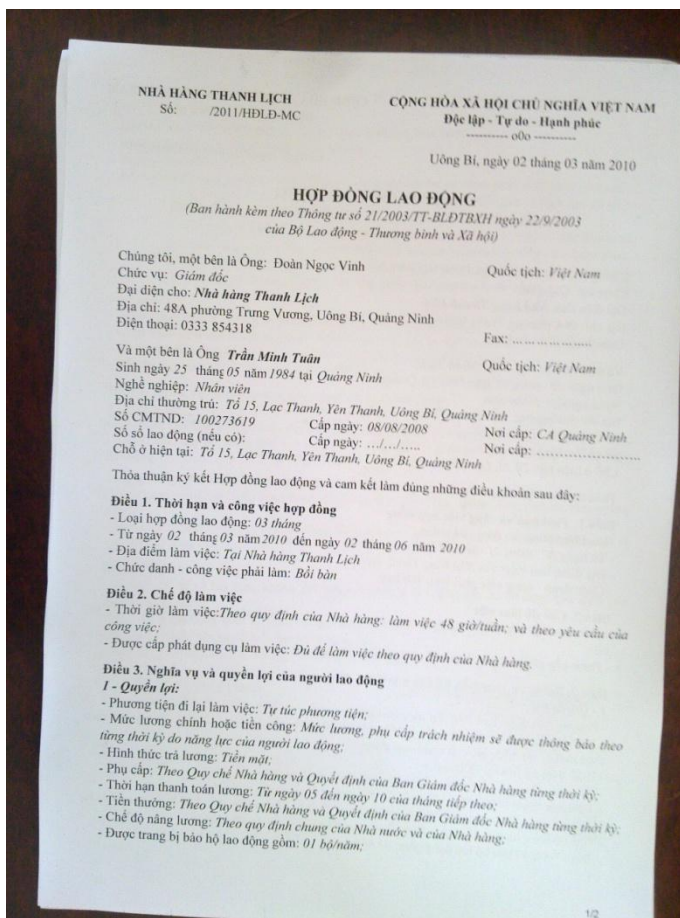 NHÀ HÀNG THANH LỊCH
Số: /2011/HĐLĐ-MC
CỘNG HÒA XÃ HỘI CHỦ NGHĨA VIỆT NAM
Độc lập - Tự do - Hạnh phúc
---------- o0o ----------
Uông Bí, ngày 02 tháng 03 năm 2010
HỢP ĐỒNG LAO ĐỘNG
(Ban hành kèm theo Thông tư số 21/2003/TT-BLĐTBXH ngày 22/9/2003
của Bộ Lao động - Thương binh và Xã hội)
Chúng tôi, một bên là Ông: Đoàn Ngọc Vinh Quốc tịch: Việt Nam
Chức vụ: Giám đốc
Đại diện cho: Nhà hàng Thanh Lịch
Địa chỉ: 48A phường Trưng Vương, Uông Bí, Quảng Ninh
Điện thoại: 0333 854318 Fax: .....................
Và một bên là Ông Trần Minh Tuân Quốc tịch: Việt Nam
Sinh ngày 25 tháng 05 năm 1984 tại Quảng Ninh
Nghề nghiệp: Nhân viên
Địa chỉ thường trú: Tổ 15, Lạc Thanh, Yên Thanh, Uông Bí, Quảng Ninh
Số CMTND: 100273619 Cấp ngày: 08/08/2008 Nơi cấp: CA Quảng Ninh
Số sổ lao động (nếu có): Cấp ngày: .../.../..... Nơi cấp: ........................
Chỗ ở hiện tại: Tổ 15, Lạc Thanh, Yên Thanh, Uông Bí, Quảng Ninh
Thỏa thuận ký kết Hợp đồng lao động và cam kết làm đúng những điều khoản sau đây:
Điều 1. Thời hạn và công việc hợp đồng
- Loại hợp đồng lao động: 03 tháng
- Từ ngày 02 tháng 03 năm 2010 đến ngày 02 tháng 06 năm 2010
- Địa điểm làm việc: Tại Nhà hàng Thanh Lịch
- Chức danh - công việc phải làm: Bồi bàn
Điều 2. Chế độ làm việc
- Thời giờ làm việc:Theo quy định của Nhà hàng: làm việc 48 giờ/tuần; và theo yêu cầu của
công việc;
- Được cấp phát dụng cụ làm việc: Đủ để làm việc theo quy định của Nhà hàng.
Điều 3. Nghĩa vụ và quyền lợi của người lao động
1 - Quyền lợi:
- Phương tiện đi lại làm việc: Tự túc phương tiện;
- Mức lương chính hoặc tiền công: Mức lương, phụ cấp trách nhiệm sẽ được thông báo theo
từng thời kỳ do năng lực của người lao động;
- Hình thức trả lương: Tiền mặt;
- Phụ cấp: Theo Quy chế Nhà hàng và Quyết định của Ban Giám đốc Nhà hàng từng thời kỳ;
- Thời hạn thanh toán lương: Từ ngày 05 đến ngày 10 của tháng tiếp theo;
- Tiền thưởng: Theo Quy chế Nhà hàng và Quyết định của Ban Giám đốc Nhà hàng từng thời kỳ;
- Chế độ nâng lương: Theo quy định chung của Nhà nước và của Nhà hàng;
- Được trang bị bảo hộ lao động gồm: 01 bộ/năm;
1/2